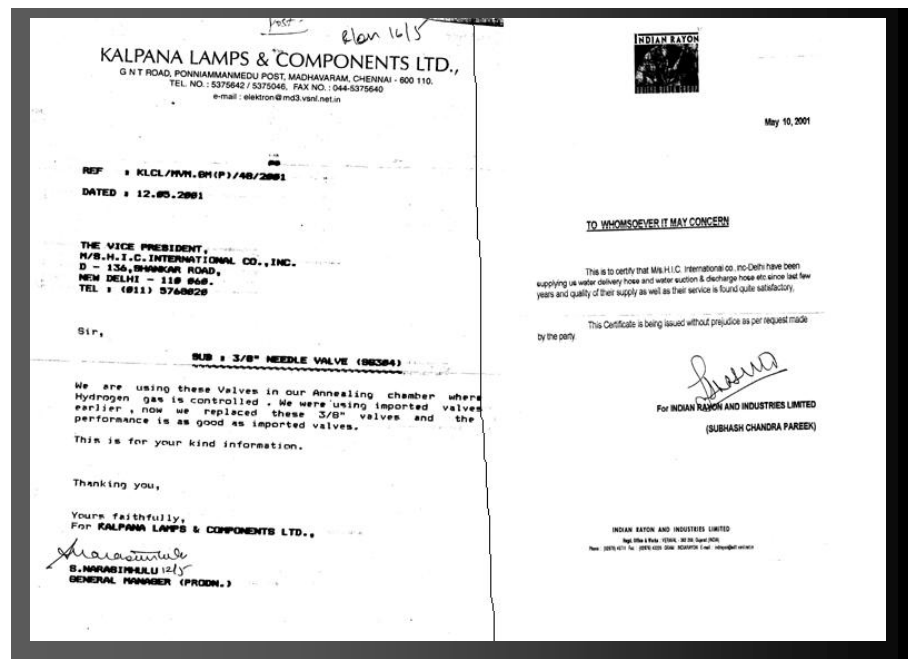 post-
16/5
KALPANA LAMPS & COMPONENTS LTD.,
G N T ROAD, PONNIAMMANMEDU POST, MADHAVARAM, CHENNAI - 600 110.
TEL. NO. : 5375642 / 5375046, FAX NO. : 044-5375640
e-mail : elektron@md3.vsnl.net.in
REF : KLCL/MVM.GM(P)/48/2001
DATED : 12.05.2001
THE VICE PRESIDENT,
M/S.H.I.C.INTERNATIONAL CO.,INC.
D - 136,SHANKAR ROAD,
NEW DELHI - 110 060.
TEL : (011) 5768020
Sir,
SUB : 3/8" NEEDLE VALVE (SS304)
We are using these Valves in our Annealing chamber where
Hydrogen gas is controlled . We were using imported valves
earlier , now we replaced these 3/8" valves and the
performance is as good as imported valves.
This is for your kind information.
Thanking you,
Yours faithfully,
For KALPANA LAMPS & COMPONENTS LTD.,
12/5
S.NARASIMHULU
GENERAL MANAGER (PRODN.)
INDIAN RAYON
ADITYA BIRLA GROUP
May 10, 2001
TO WHOMSOEVER IT MAY CONCERN
This is to certify that M/s.H.I.C. International co. inc-Delhi have been
supplying us water delivery hose and water suction & discharge hose etc since last few
years and quality of their supply as well as their service is found quite satisfactory,
This Certificate is being issued without prejudice as per request made
by the party.
For INDIAN RAYON AND INDUSTRIES LIMITED
(SUBHASH CHANDRA PAREEK)
INDIAN RAYON AND INDUSTRIES LIMITED
Regd. Office & Works : VERAVAL -